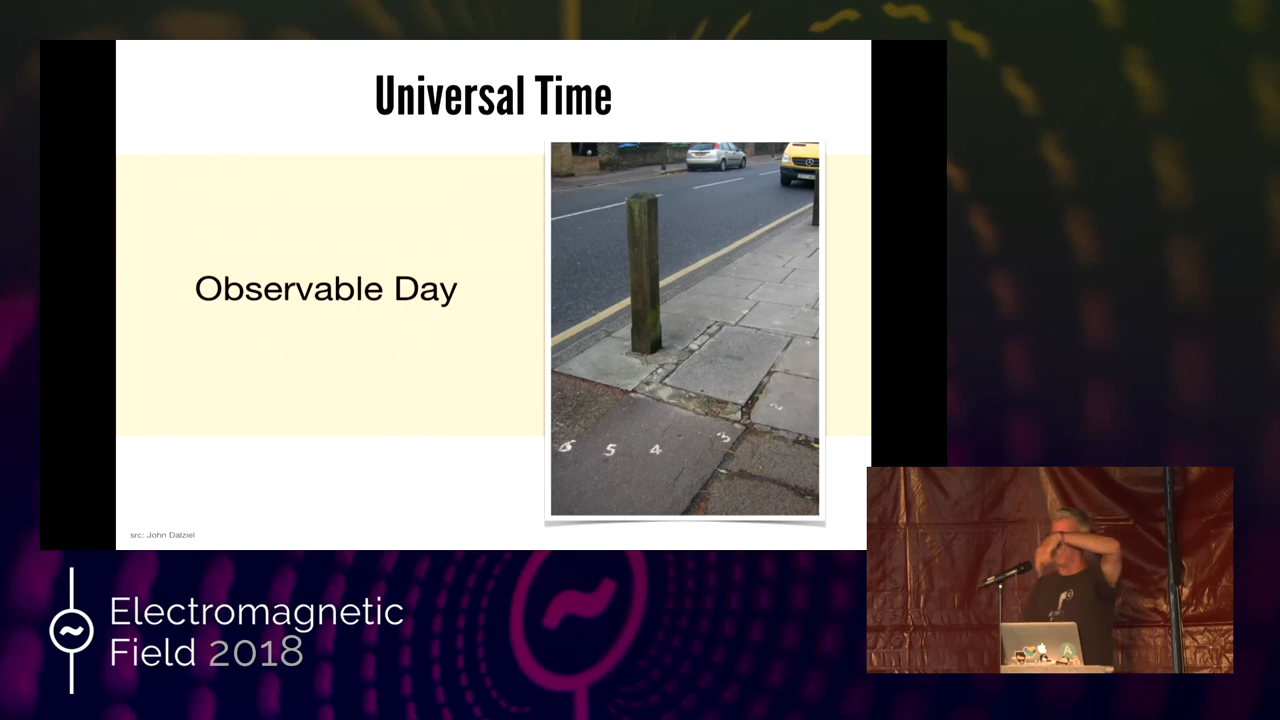 Universal Time
Observable Day
6 5 4 3 2
src: John Dalziel
Electromagnetic
Field 2018